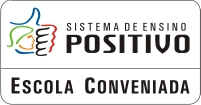 SISTEMA DE ENSINO
POSITIVO
ESCOLA CONVENIADA